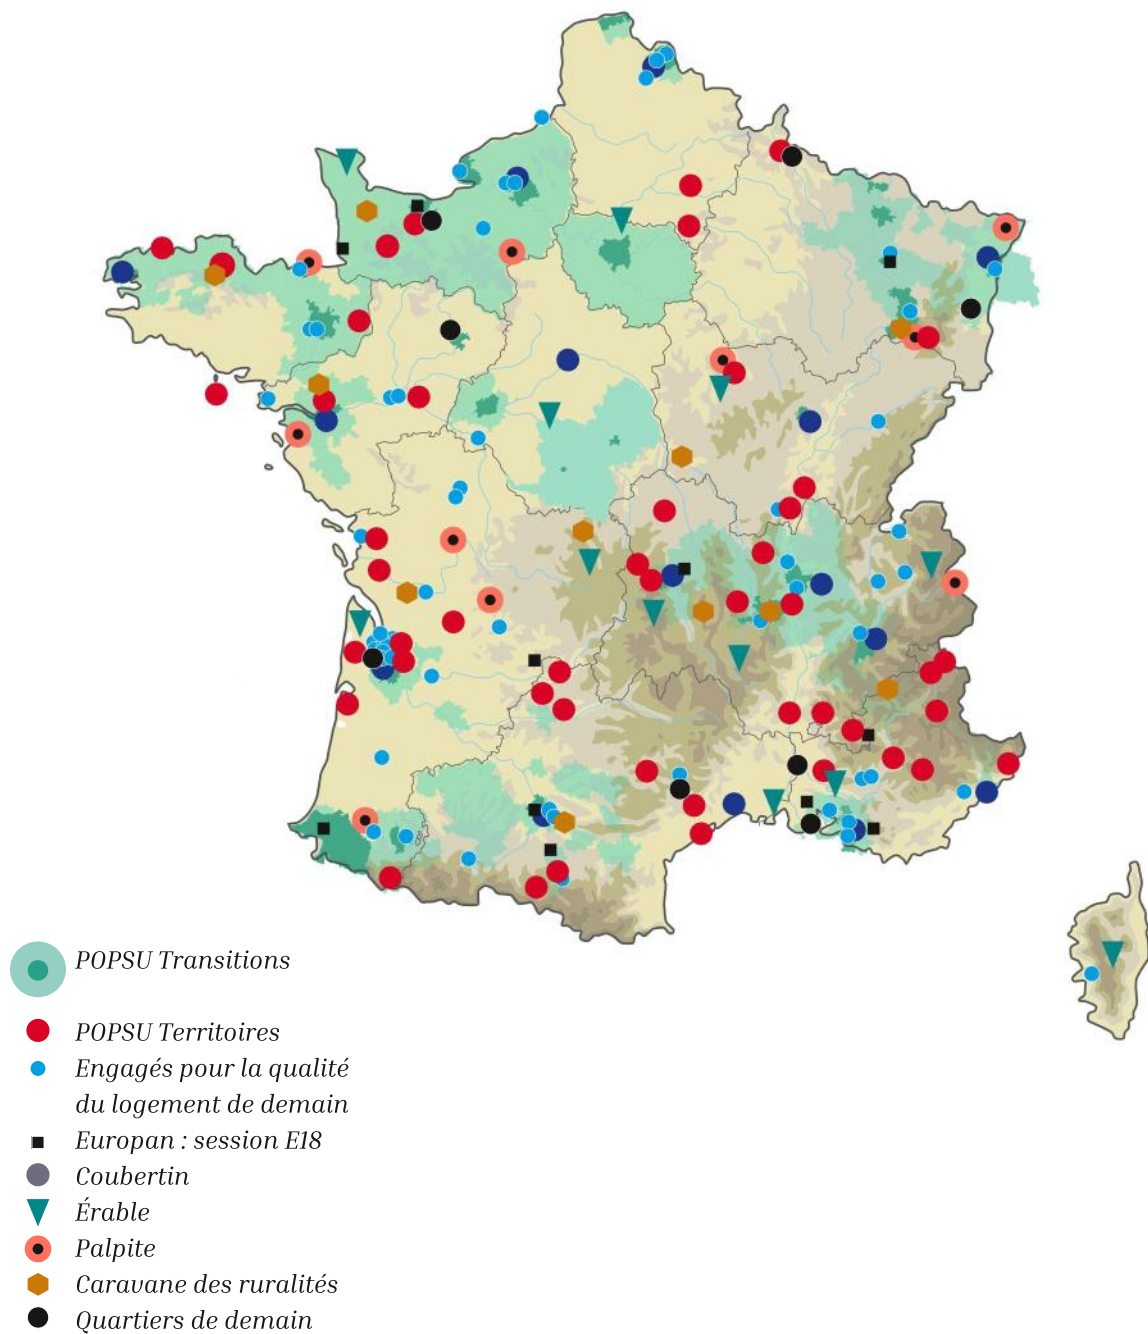 POPSU Transitions
POPSU Territoires
Engagés pour la qualité
du logement de demain
Europan : session E18
Coubertin
Érable
Palpite
Caravane des ruralités
Quartiers de demain